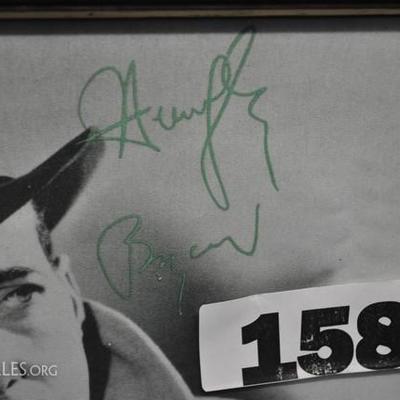 Humphrey
Bogart
158
LES.ORG